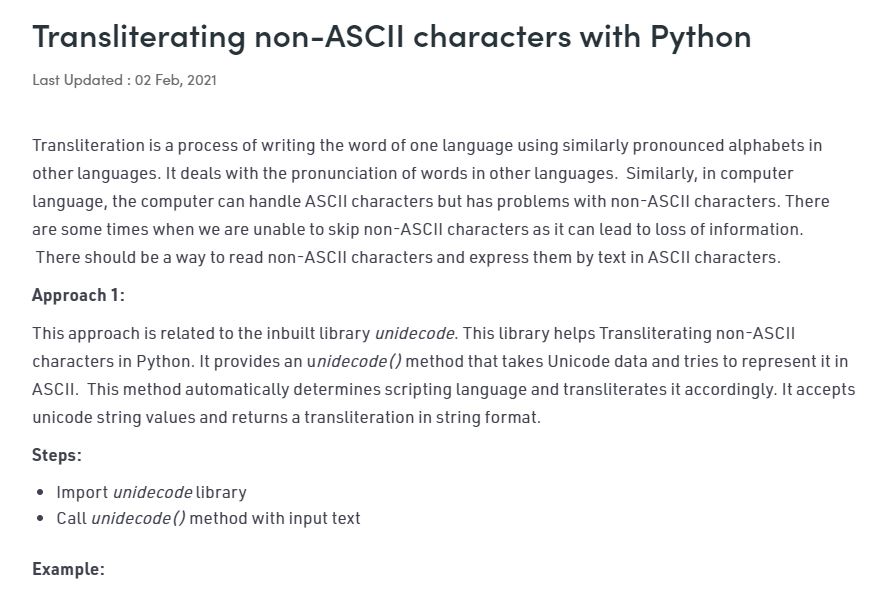 Transliterating non-ASCII characters with Python
Last Updated : 02 Feb, 2021
Transliteration is a process of writing the word of one language using similarly pronounced alphabets in
other languages. It deals with the pronunciation of words in other languages.  Similarly, in computer
language, the computer can handle ASCII characters but has problems with non-ASCII characters. There
are some times when we are unable to skip non-ASCII characters as it can lead to loss of information.
There should be a way to read non-ASCII characters and express them by text in ASCII characters.
Approach 1:
This approach is related to the inbuilt library unidecode. This library helps Transliterating non-ASCII
characters in Python. It provides an unidecode() method that takes Unicode data and tries to represent it in
ASCII.  This method automatically determines scripting language and transliterates it accordingly. It accepts
unicode string values and returns a transliteration in string format.
Steps:
• Import unidecode library
• Call unidecode() method with input text
Example: